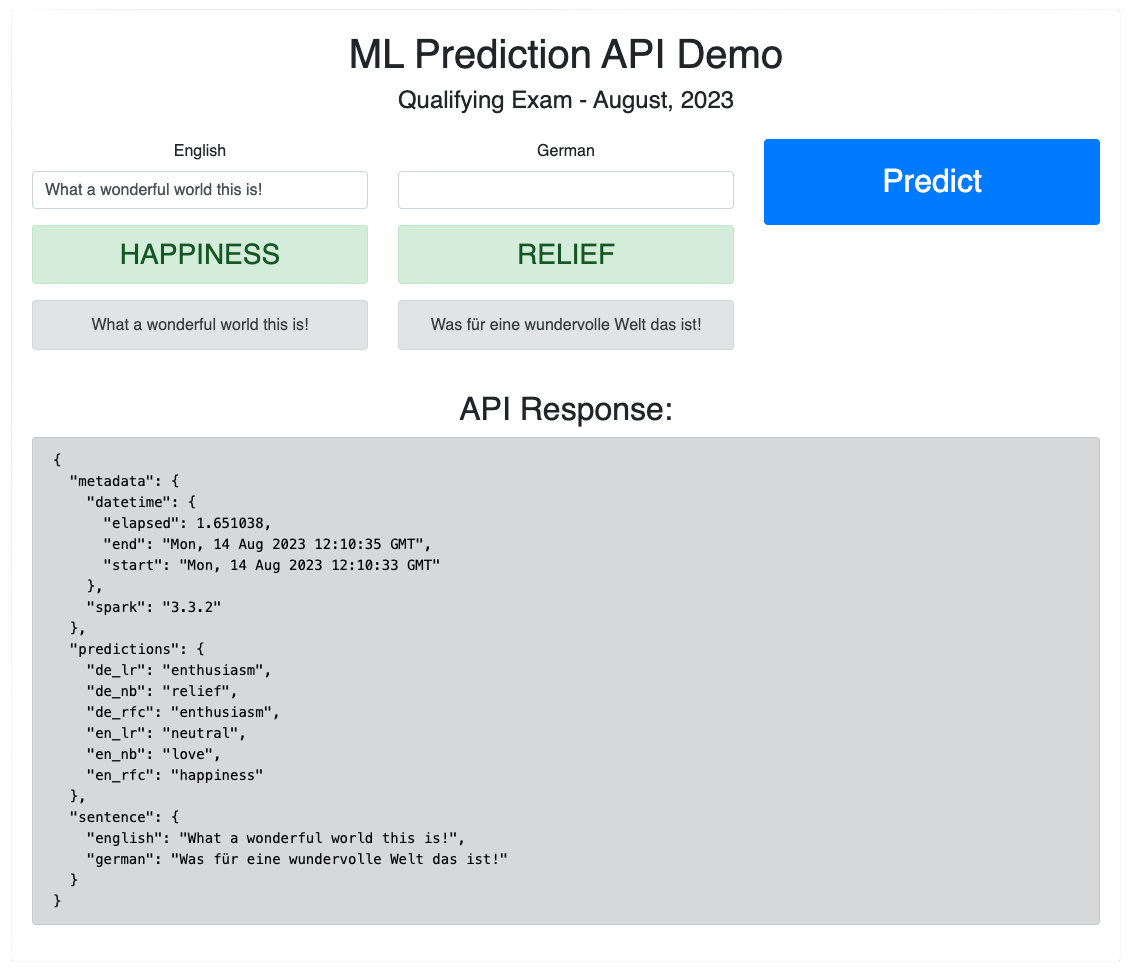 ML Prediction API Demo
Qualifying Exam - August, 2023
English
German
Predict
What a wonderful world this is!
HAPPINESS
RELIEF
What a wonderful world this is!
Was für eine wundervolle Welt das ist!
API Response:
{
  "metadata": {
    "datetime": {
      "elapsed": 1.651038,
      "end": "Mon, 14 Aug 2023 12:10:35 GMT",
      "start": "Mon, 14 Aug 2023 12:10:33 GMT"
    },
    "spark": "3.3.2"
  },
  "predictions": {
    "de_lr": "enthusiasm",
    "de_nb": "relief",
    "de_rfc": "enthusiasm",
    "en_lr": "neutral",
    "en_nb": "love",
    "en_rfc": "happiness"
  },
  "sentence": {
    "english": "What a wonderful world this is!",
    "german": "Was für eine wundervolle Welt das ist!"
  }
}